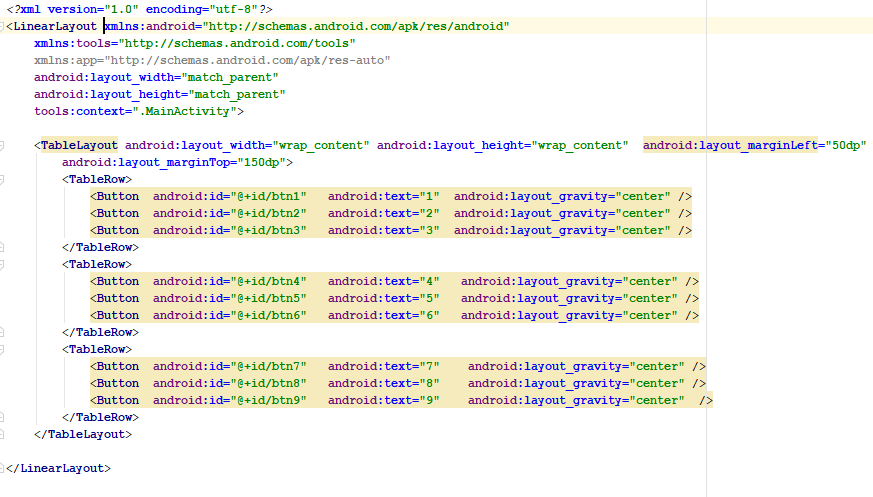 <?xml version="1.0" encoding="utf-8"?>
<LinearLayout xmlns:android="http://schemas.android.com/apk/res/android"
    xmlns:tools="http://schemas.android.com/tools"
    xmlns:app="http://schemas.android.com/apk/res-auto"
    android:layout_width="match_parent"
    android:layout_height="match_parent"
    tools:context=".MainActivity">

    <TableLayout android:layout_width="wrap_content" android:layout_height="wrap_content"  android:layout_marginLeft="50dp"
        android:layout_marginTop="150dp">
        <TableRow>
            <Button  android:id="@+id/btn1"   android:text="1"  android:layout_gravity="center" />
            <Button  android:id="@+id/btn2"   android:text="2"  android:layout_gravity="center" />
            <Button  android:id="@+id/btn3"   android:text="3"  android:layout_gravity="center" />
        </TableRow>
        <TableRow>
            <Button  android:id="@+id/btn4"   android:text="4"   android:layout_gravity="center" />
            <Button  android:id="@+id/btn5"   android:text="5"   android:layout_gravity="center" />
            <Button  android:id="@+id/btn6"   android:text="6"   android:layout_gravity="center" />
        </TableRow>
        <TableRow>
            <Button  android:id="@+id/btn7"   android:text="7"    android:layout_gravity="center" />
            <Button  android:id="@+id/btn8"   android:text="8"    android:layout_gravity="center" />
            <Button  android:id="@+id/btn9"   android:text="9"    android:layout_gravity="center"  />
        </TableRow>
    </TableLayout>

</LinearLayout>